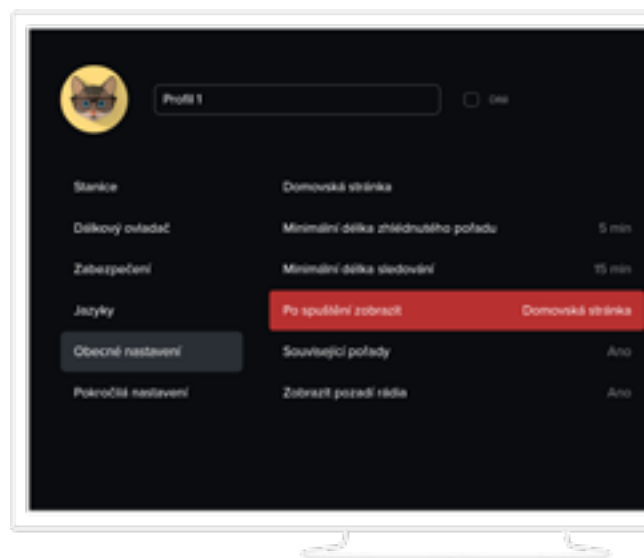 Profil 1
Dítě
Stanice
Dálkový ovladač
Zabezpečení
Jazyky
Obecné nastavení
Pokročilá nastavení
Domovská stránka
Minimální délka zhlédnutého pořadu 5 min
Minimální délka sledování 15 min
Po spuštění zobrazit Domovská stránka
Související pořady Ano
Zobrazit pozadí rádia Ano